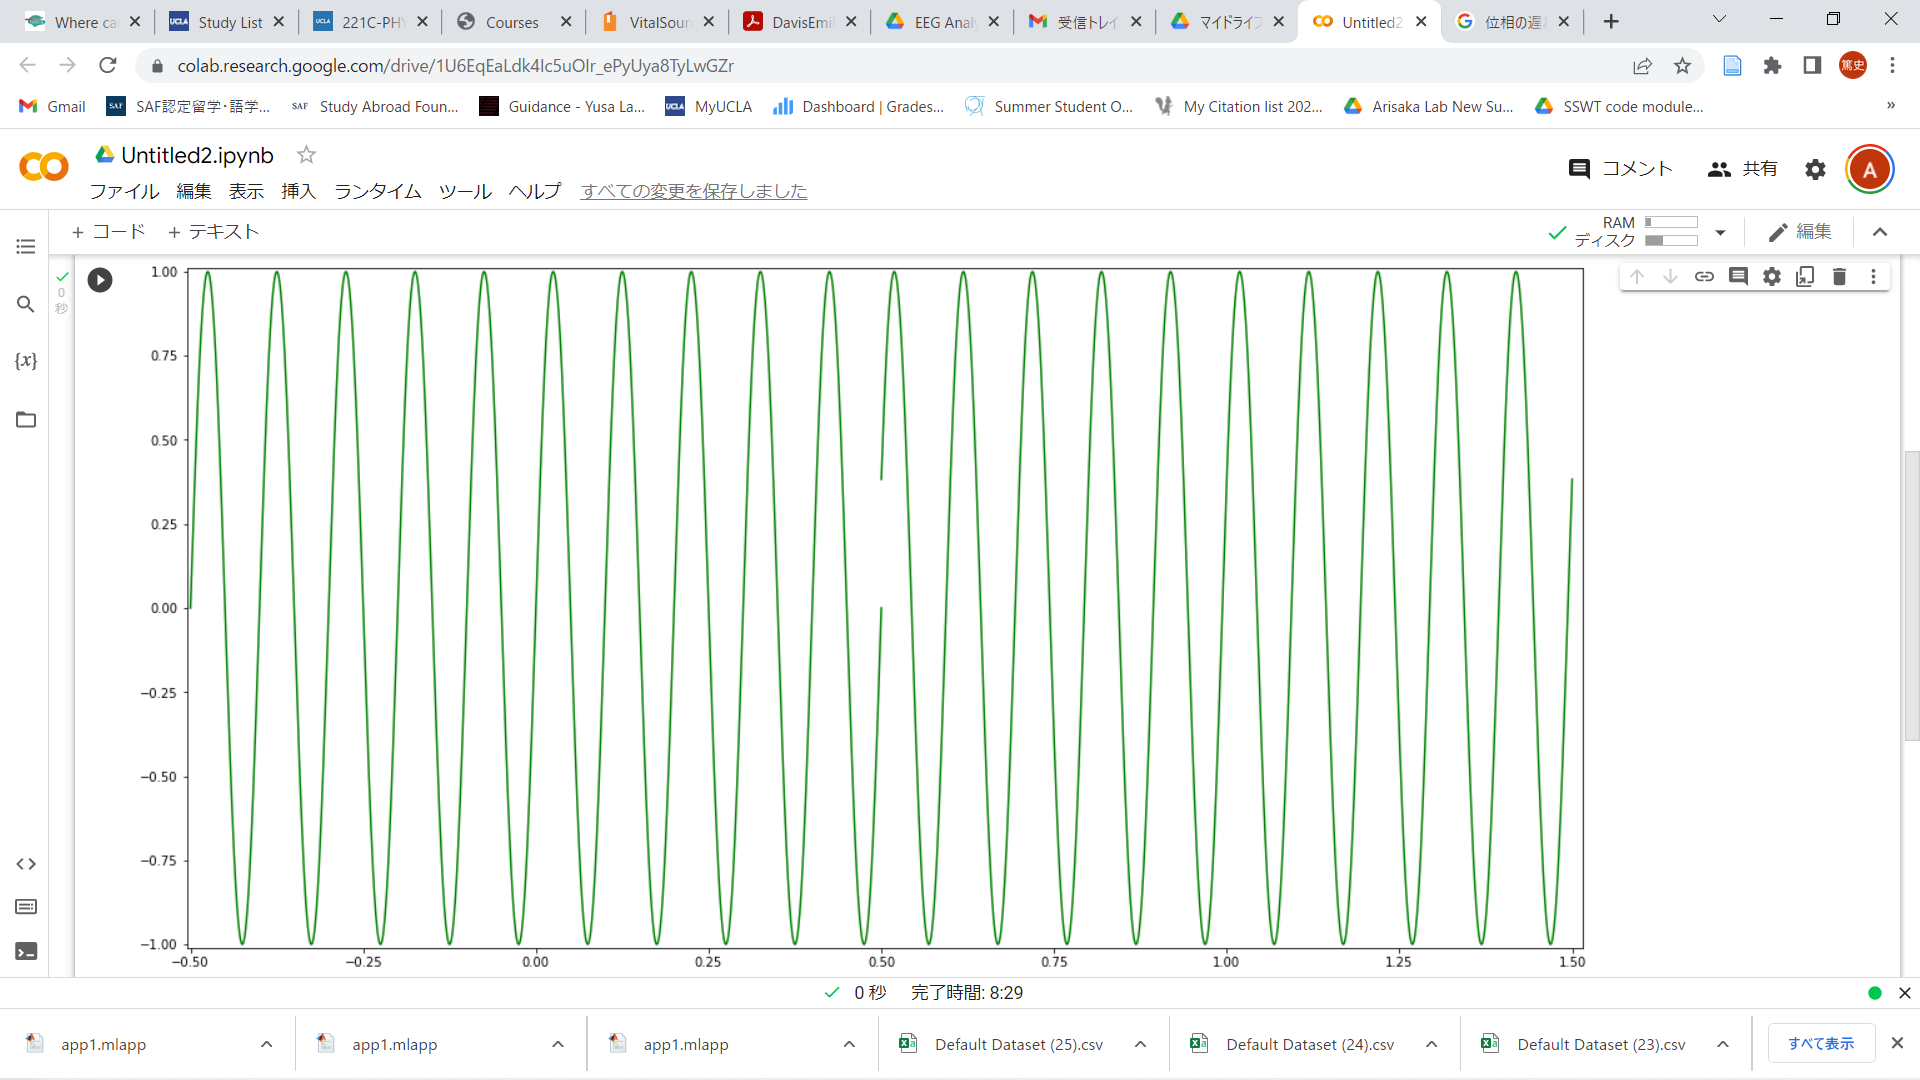 Where ca
Study List
221C-PHY
Courses
VitalSour
DavisEmil
EEG Anal
受信トレイ
マイドライブ
Untitled2
位相の遅れ
colab.research.google.com/drive/1U6EqEaLdk4Ic5uOIr_ePyUya8TyLwGZr
篤史
Gmail
SAF認定留学・語学...
Study Abroad Foun...
Guidance - Yusa La...
MyUCLA
Dashboard | Grades...
Summer Student O...
My Citation list 202...
Arisaka Lab New Su...
SSWT code module...
»
Untitled2.ipynb
コメント
共有
A
ファイル 編集 表示 挿入 ランタイム ツール ヘルプ すべての変更を保存しました
+ コード + テキスト
RAM
ディスク
編集
0
秒
{x}
1.00
0.75
0.50
0.25
0.00
−0.25
−0.50
−0.75
−1.00
−0.50 −0.25 0.00 0.25 0.50 0.75 1.00 1.25 1.50
0 秒 完了時間: 8:29
app1.mlapp
app1.mlapp
app1.mlapp
Default Dataset (25).csv
Default Dataset (24).csv
Default Dataset (23).csv
すべて表示